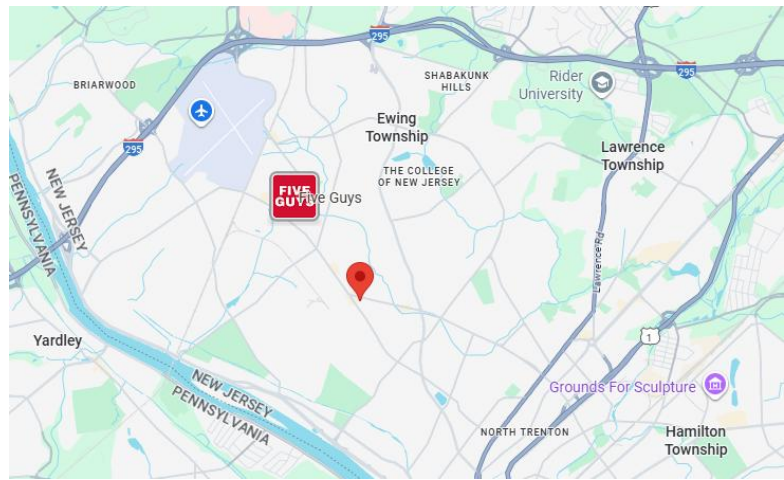 295
SHABAKUNK
HILLS
BRIARWOOD
Rider
University
295
Ewing
Township
295
Lawrence
Township
THE COLLEGE
OF NEW JERSEY
NEW JERSEY
PENNSYLVANIA
FIVE
GUYS
Five Guys
Lawrence Rd
Yardley
1
NEW JERSEY
PENNSYLVANIA
Grounds For Sculpture
NORTH TRENTON
Hamilton
Township